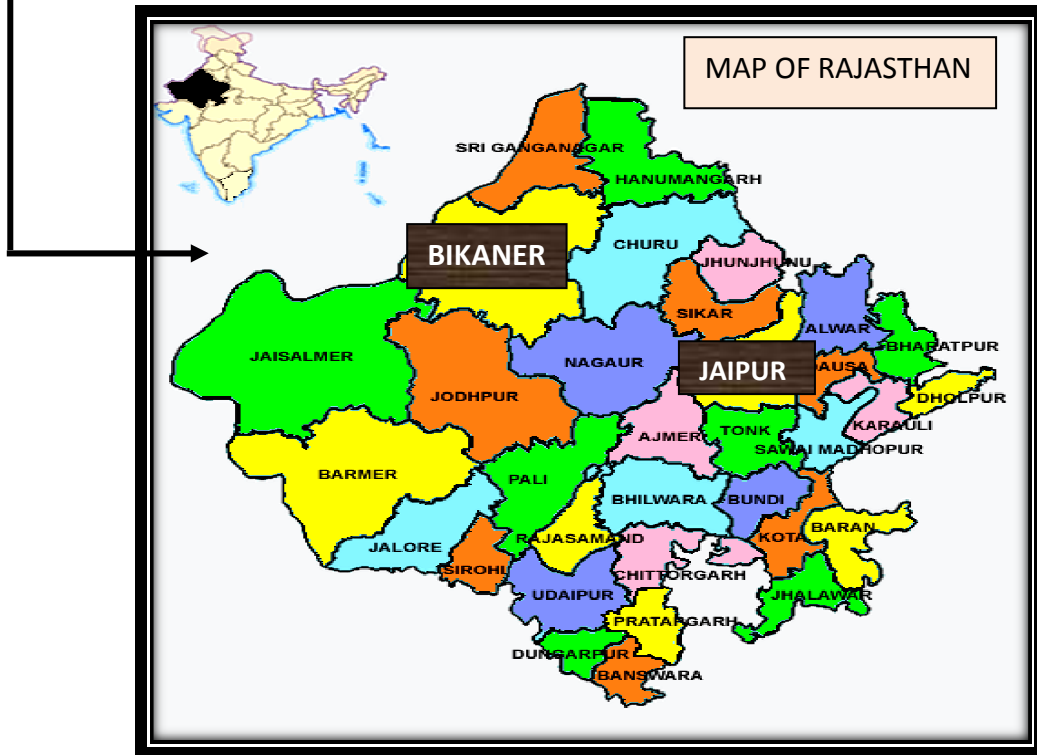 MAP OF RAJASTHAN
SRI GANGANAGAR
HANUMANGARH
BIKANER
CHURU
JHUNJHUNU
SIKAR
ALWAR
BHARATPUR
JAISALMER
NAGAUR
JAIPUR
DAUSA
JODHPUR
DHOLPUR
KARAULI
AJMER
TONK
SAWAI MADHOPUR
BARMER
PALI
BHILWARA
BUNDI
BARAN
KOTA
RAJASAMAND
JALORE
SIROHI
CHITTORGARH
UDAIPUR
JHALAWAR
PRATAPGARH
DUNGARPUR
BANSWARA